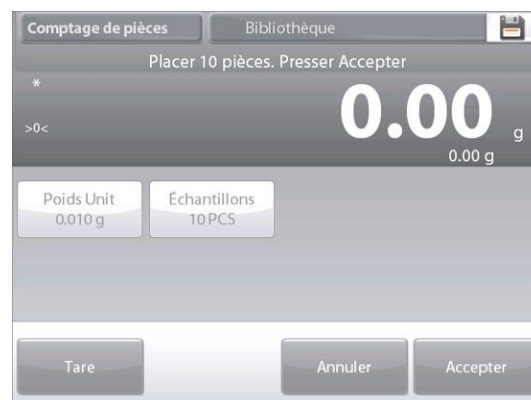 Comptage de pièces Bibliothèque
Placer 10 pièces. Presser Accepter
*
>0<
0.00 g
0.00 g
Poids Unit Échantillons
0.010 g 10 PCS
Tare Annuler Accepter